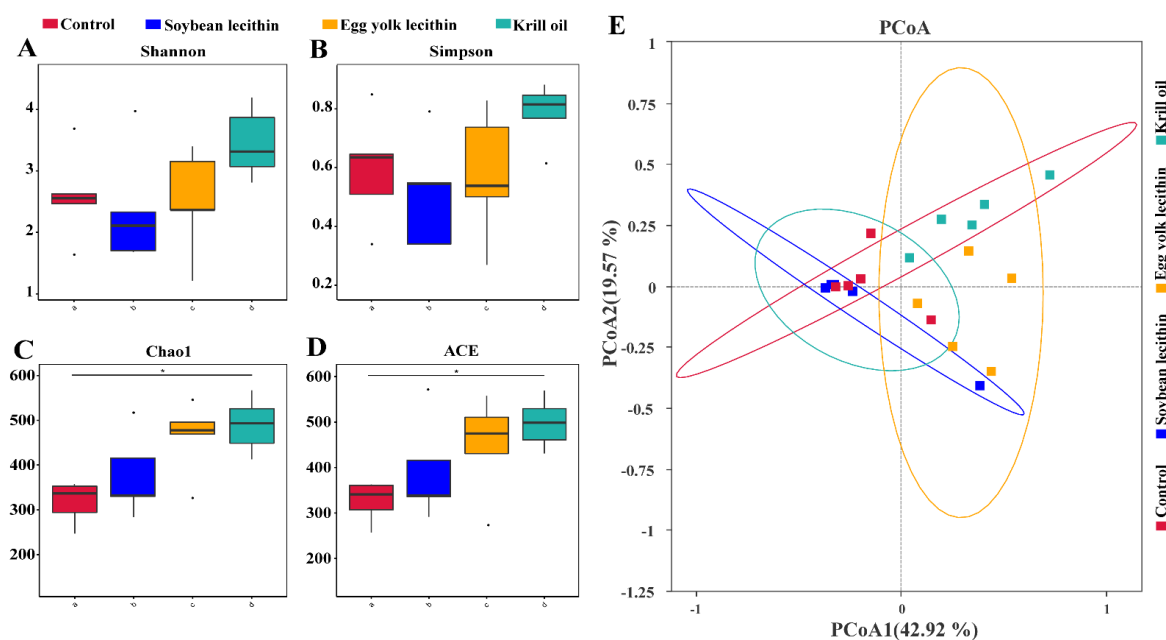 Control Soybean lecithin Egg yolk lecithin Krill oil
A
Shannon
4
3
2
1
a b c d
B
Simpson
0.8
0.6
0.4
0.2
a b c d
C
Chao1
*
600
500
400
300
200
a b c d
D
ACE
*
600
500
400
300
200
a b c d
E
PCoA
1
0.75
0.5
0.25
0
-0.25
-0.5
-0.75
-1
-1.25
PCoA2(19.57 %)
-1 0 1
PCoA1(42.92 %)
Control Soybean lecithin Egg yolk lecithin Krill oil